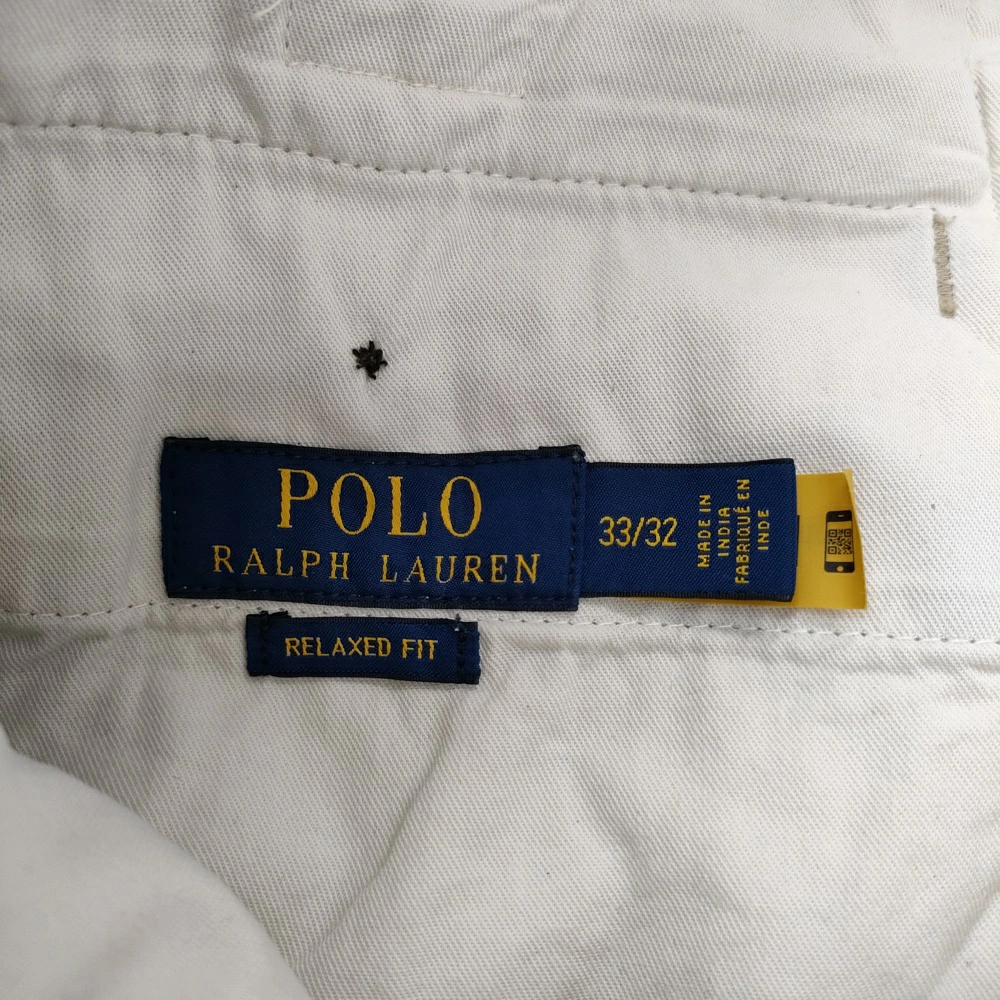 POLO
RALPH LAUREN
33/32
MADE IN
INDIA
FABRIQUÉ EN
INDE
RELAXED FIT